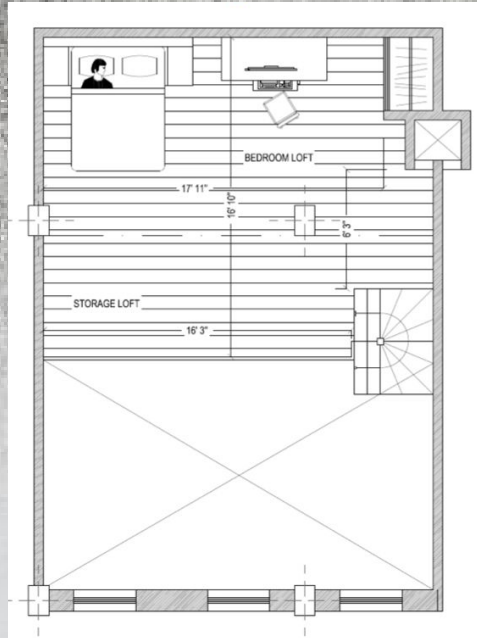 BEDROOM LOFT
17' 11"
16' 10"
6' 3"
STORAGE LOFT
16' 3"